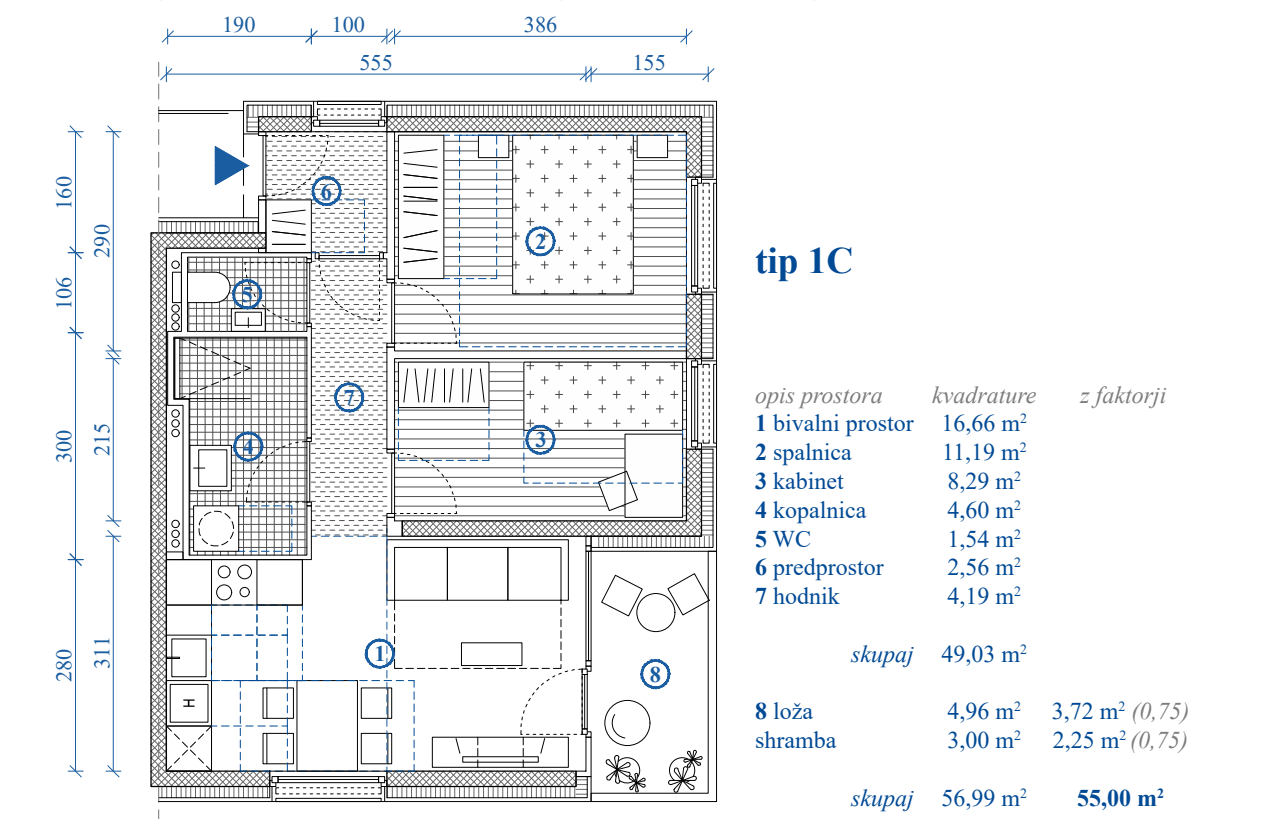 190 100 386
555 155
160
290
106
300
215
280
311
6
2
5
7
4
3
1
8
H
tip 1C
opis prostora kvadrature z faktorji
1 bivalni prostor 16,66 m²
2 spalnica 11,19 m²
3 kabinet 8,29 m²
4 kopalnica 4,60 m²
5 WC 1,54 m²
6 predprostor 2,56 m²
7 hodnik 4,19 m²
skupaj 49,03 m²
8 loža 4,96 m² 3,72 m² (0,75)
shramba 3,00 m² 2,25 m² (0,75)
skupaj 56,99 m² 55,00 m²